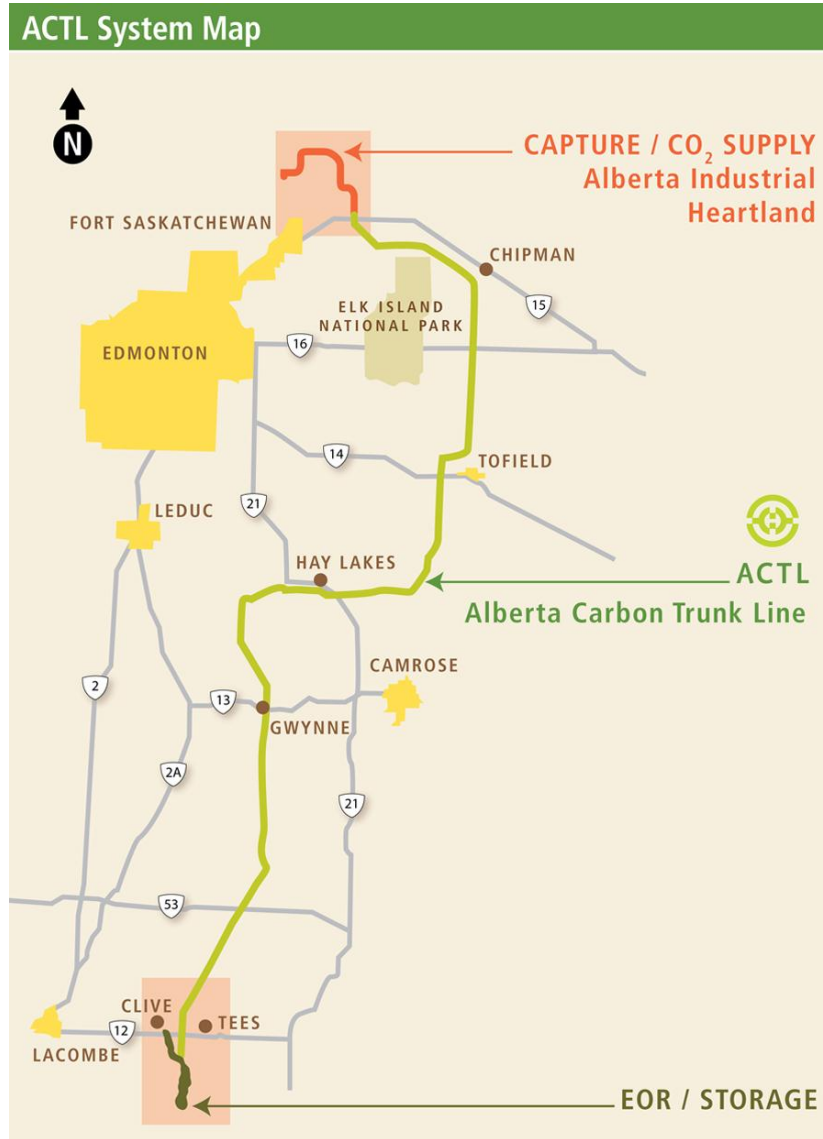 ACTL System Map
N
CAPTURE / CO₂ SUPPLY
Alberta Industrial
Heartland
FORT SASKATCHEWAN
CHIPMAN
15
ELK ISLAND
NATIONAL PARK
16
EDMONTON
14
TOFIELD
21
LEDUC
HAY LAKES
ACTL
Alberta Carbon Trunk Line
CAMROSE
2
13
GWYNNE
2A
21
53
CLIVE
TEES
12
LACOMBE
EOR / STORAGE